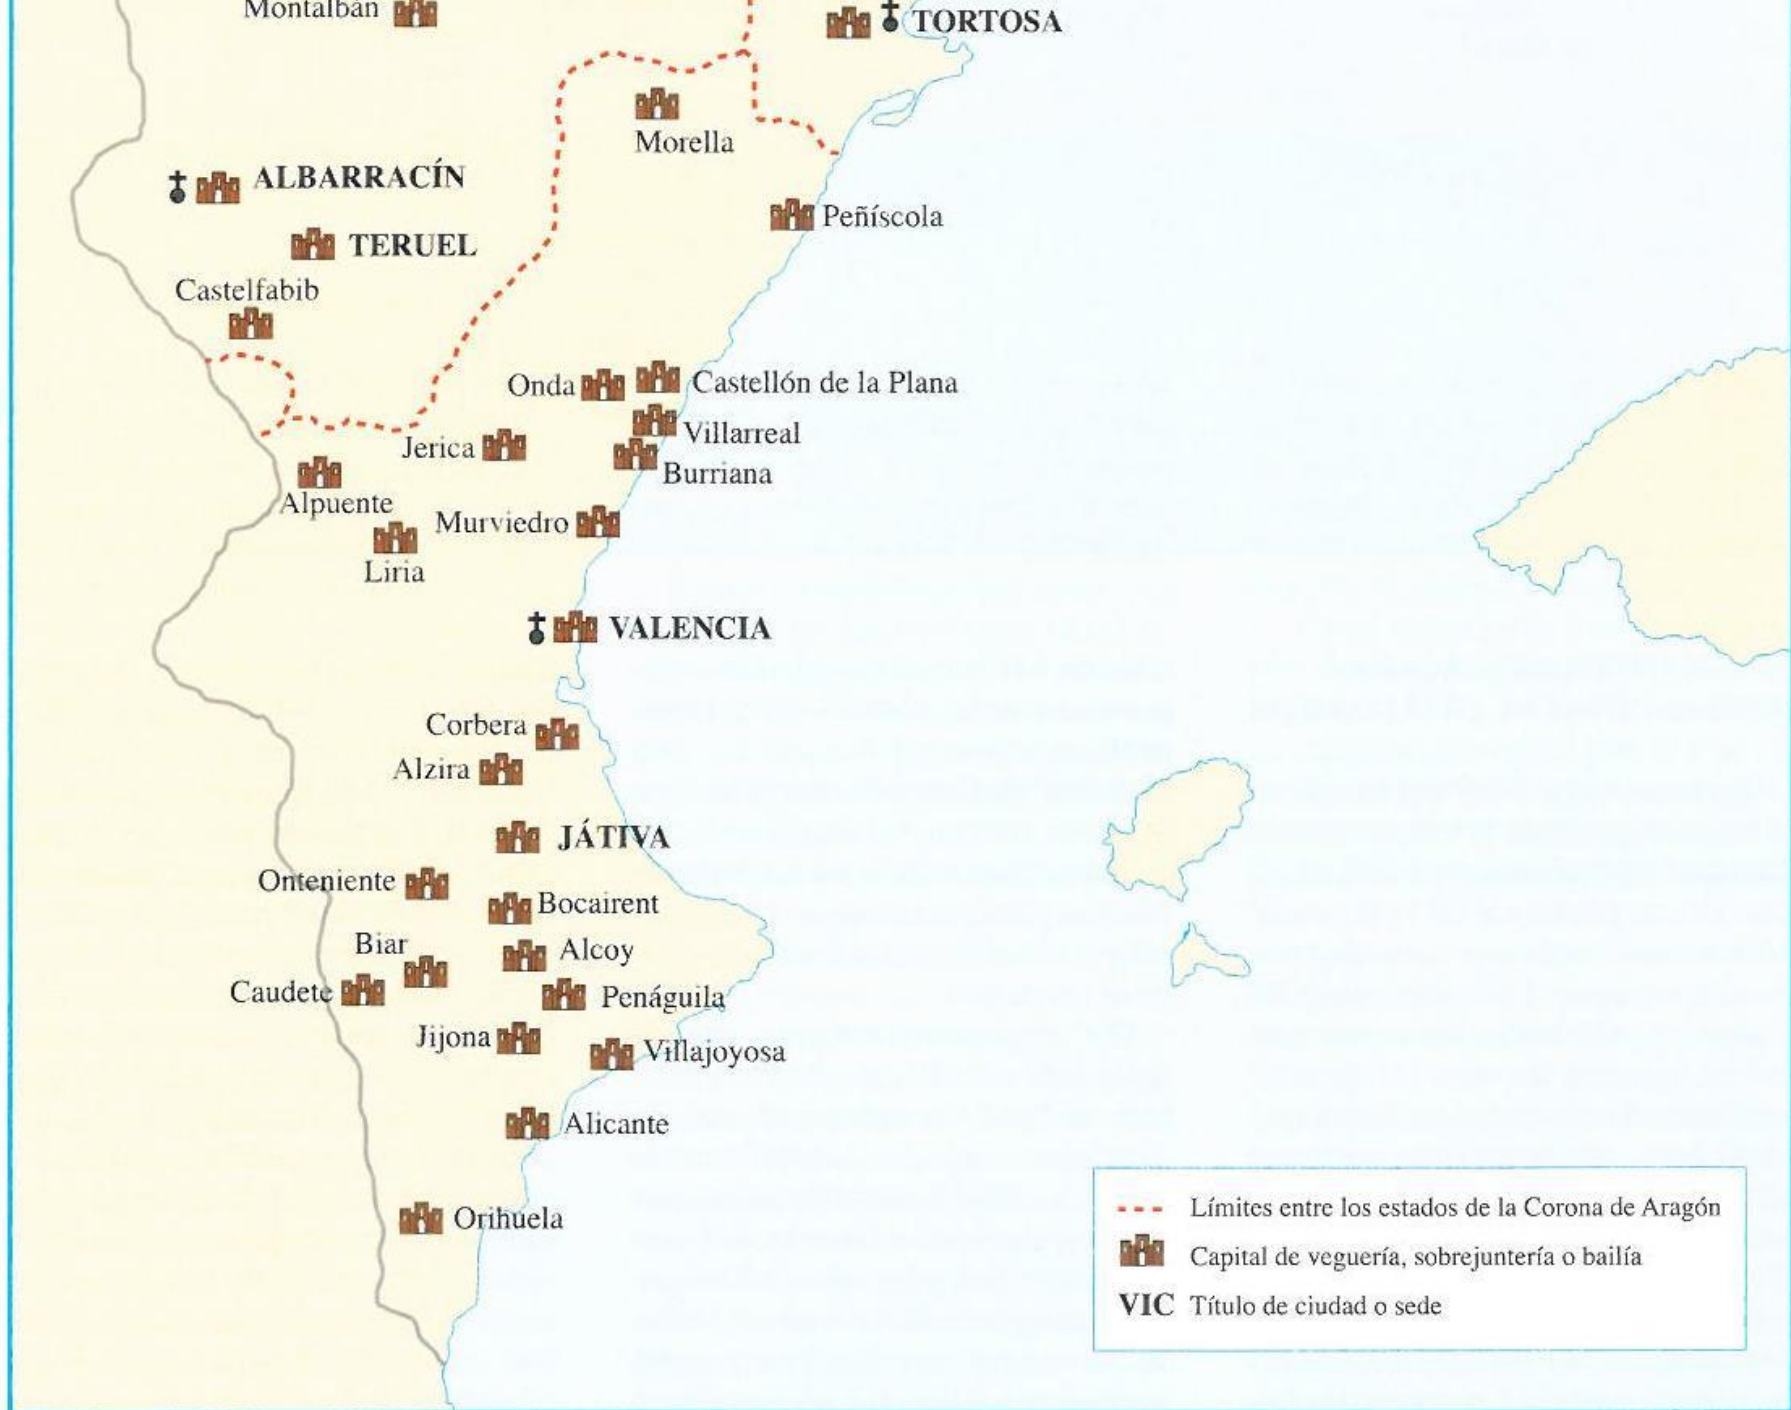 Montalbán
TORTOSA
Morella
ALBARRACÍN
Peñíscola
TERUEL
Castelfabib
Onda
Castellón de la Plana
Villarreal
Jerica
Burriana
Alpuente
Murviedro
Liria
VALENCIA
Corbera
Alzira
JÁTIVA
Onteniente
Bocairent
Biar
Alcoy
Caudete
Penáguila
Jijona
Villajoyosa
Alicante
Orihuela
Límites entre los estados de la Corona de Aragón
Capital de veguería, sobrejuntería o bailía
VIC Título de ciudad o sede